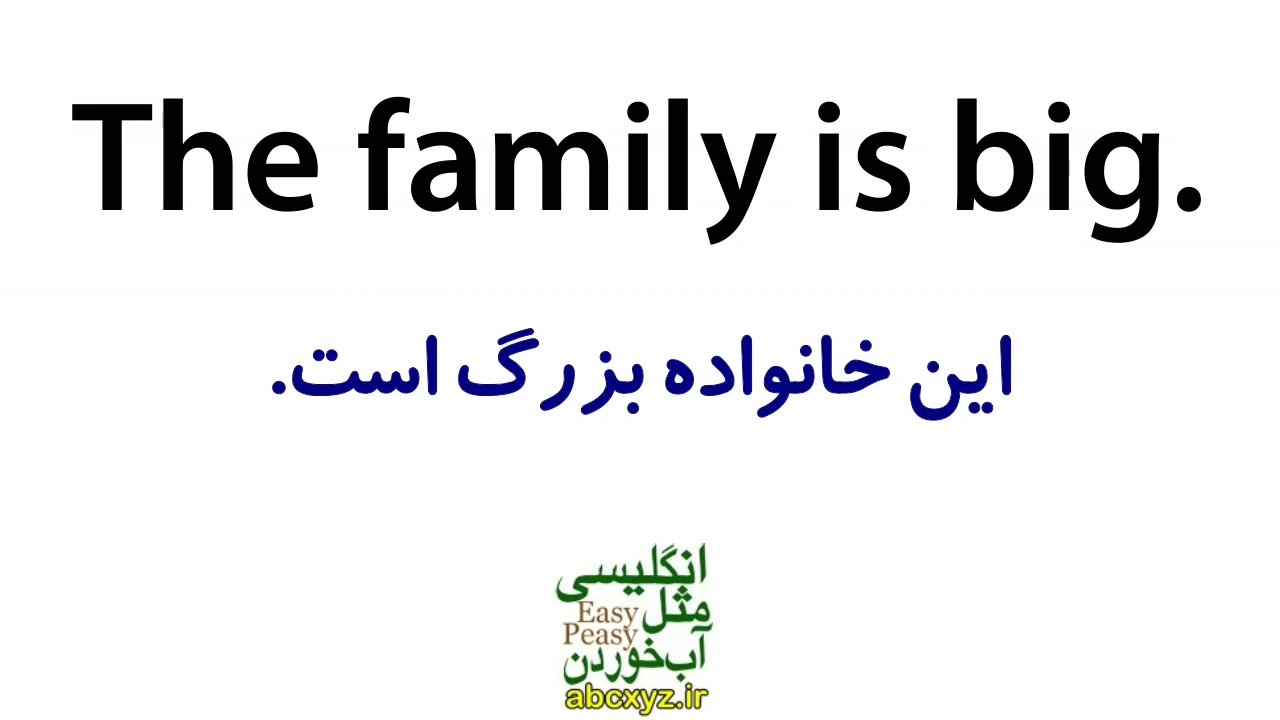 The family is big.
این خانواده بزرگ است.
انگلیسی
مثل
Easy
Peasy
آب خوردن
abcxyz.ir